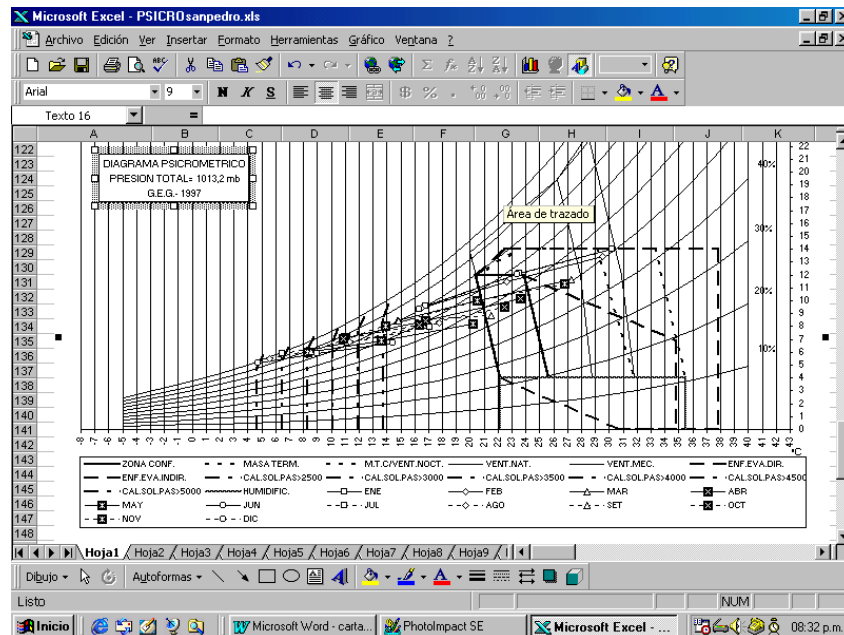 Microsoft Excel - PSICROsanpedro.xls
Archivo Edición Ver Insertar Formato Herramientas Gráfico Ventana ?
Arial 9 N K S
Texto 16 =
A B C D E F G H I J K
122 22
123 21
124 20
125 19
126 18
127 17
128 16
129 15
130 14
131 13
132 12
133 11
134 10
135 9
136 8
137 7
138 6
139 5
140 4
141 3
142 2
143 1
144 0
145
146
147
148
DIAGRAMA PSICROMETRICO
PRESION TOTAL= 1013,2 mb
G.E.G.- 1997
Área de trazado
40%
30%
20%
10%
-8 -7 -6 -5 -4 -3 -2 -1 0 1 2 3 4 5 6 7 8 9 10 11 12 13 14 15 16 17 18 19 20 21 22 23 24 25 26 27 28 29 30 31 32 33 34 35 36 37 38 39 40 41 42 43
°C
ZONA CONF. MASA TERM. M.T.C/VENT.NOCT. VENT.NAT. VENT.MEC. ENF.EVA.DIR.
ENF.EVA.INDIR. CAL.SOL.PAS>2500 CAL.SOL.PAS>3000 CAL.SOL.PAS>3500 CAL.SOL.PAS>4000 CAL.SOL.PAS>4500
CAL.SOL.PAS>5000 HUMIDIFIC. ENE FEB MAR ABR
MAY JUN JUL AGO SET OCT
NOV DIC
Hoja1 Hoja2 Hoja3 Hoja4 Hoja5 Hoja6 Hoja7 Hoja8 Hoja9
Dibujo Autoformas
Listo NUM
Inicio Microsoft Word - carta... PhotoImpact SE Microsoft Excel - ... 08:32 p.m.